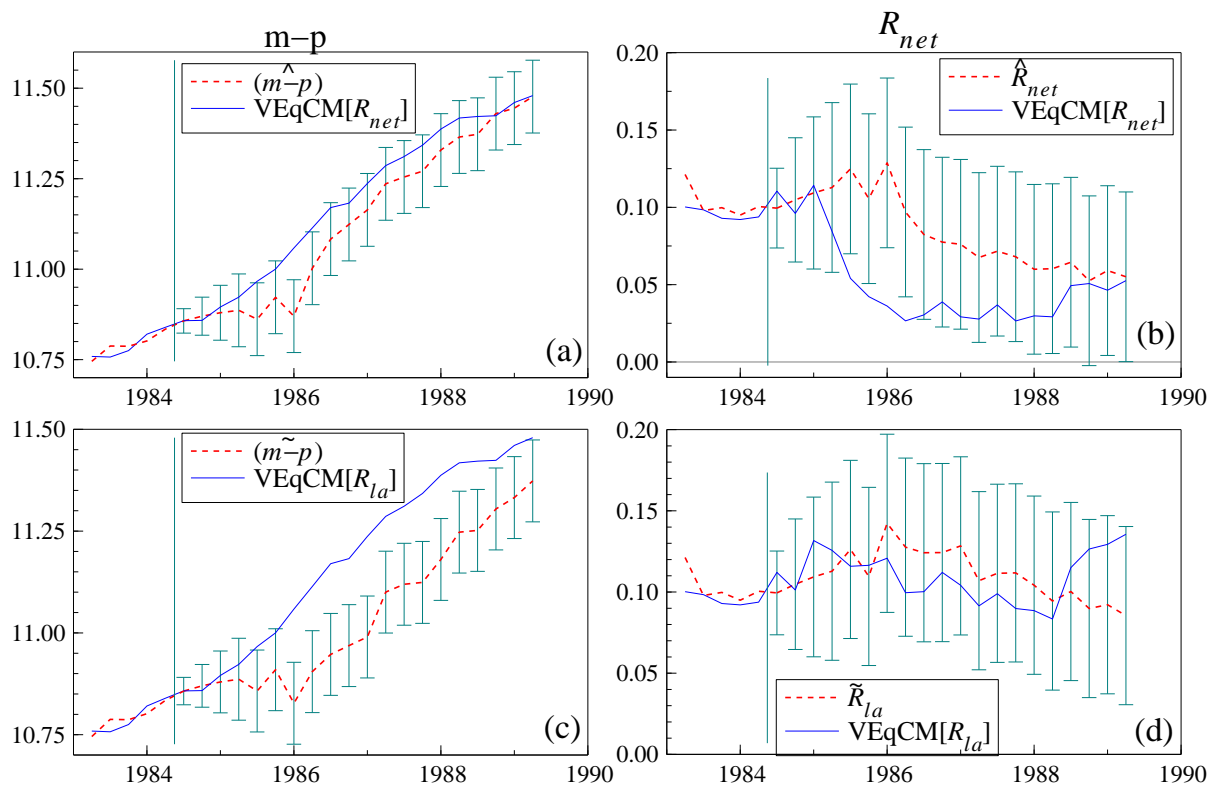 m−p
11.50
11.25
11.00
10.75
(m−p)^
VEqCM[R_net]
(a)
1984 1986 1988 1990
R_net
0.20
0.15
0.10
0.05
0.00
R̂_net
VEqCM[R_net]
(b)
1984 1986 1988 1990
11.50
11.25
11.00
10.75
(m−p)~
VEqCM[R_la]
(c)
1984 1986 1988 1990
0.20
0.15
0.10
0.05
0.00
R̃_la
VEqCM[R_la]
(d)
1984 1986 1988 1990